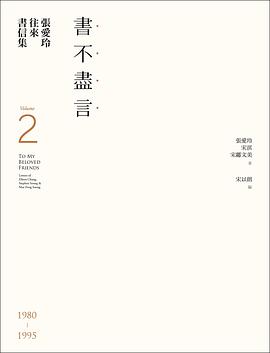 書不盡言
張愛玲
往來
書信集
Volume
2
TO MY
BELOVED
FRIENDS
Letters of
Eileen Chang,
Stephen Soong &
Mae Fong Soong
張愛玲
宋淇
宋鄺文美
著
宋以朗
編
1980
1995